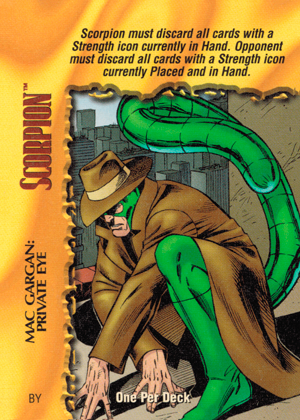 Scorpion must discard all cards with a
Strength icon currently in Hand. Opponent
must discard all cards with a Strength icon
currently Placed and in Hand.
SCORPION™
MAC GARGAN:
PRIVATE EYE
BY
One Per Deck